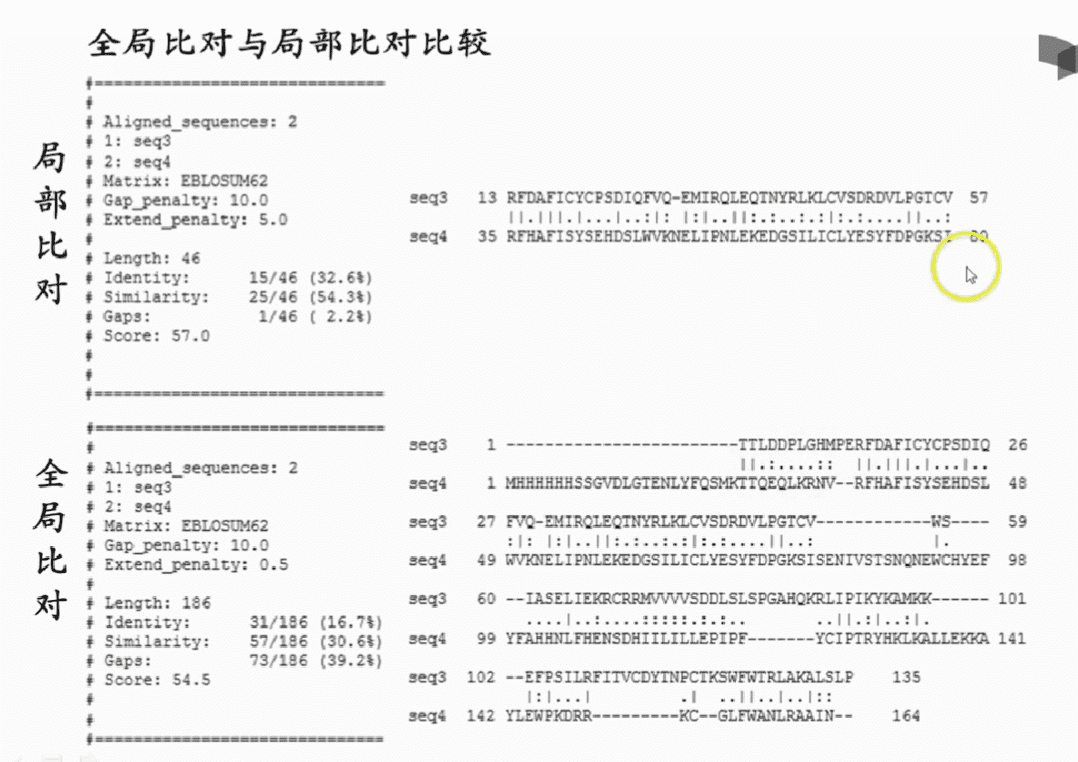 全局比对与局部比对比较
局部比对
#===============================
#
# Aligned_sequences: 2
# 1: seq3
# 2: seq4
# Matrix: EBLOSUM62
# Gap_penalty: 10.0
# Extend_penalty: 5.0
#
# Length: 46
# Identity: 15/46 (32.6%)
# Similarity: 25/46 (54.3%)
# Gaps: 1/46 ( 2.2%)
# Score: 57.0
#
#
#===============================
seq3 13 RFDAFICYCPSDIQFVQ-EMIRQLEQTNYRLKLCVSDRDVLPGTCV 57
||.|||.|...|..:|: |:|..||:.:..:.:|:.:....||..:
seq4 35 RFHAFISYSEHDSLWVKNELIPNLEKEDGSILICLYESYFDPGKSI 80
全局比对
#===============================
#
# Aligned_sequences: 2
# 1: seq3
# 2: seq4
# Matrix: EBLOSUM62
# Gap_penalty: 10.0
# Extend_penalty: 0.5
#
# Length: 186
# Identity: 31/186 (16.7%)
# Similarity: 57/186 (30.6%)
# Gaps: 73/186 (39.2%)
# Score: 54.5
#
#
#===============================
seq3 1 ------------------------TTLDDPLGHMPERFDAFICYCPSDIQ 26
||.:....:: ||.|||.|...|..
seq4 1 MHHHHHHSSGVDLGTENLYFQSMKTTQEQLKRNV--RFHAFISYSEHDSL 48
seq3 27 FVQ-EMIRQLEQTNYRLKLCVSDRDVLPGTCV------------WS---- 59
:|: |:|..||:.:..:.:|:.:....||..: |.
seq4 49 WVKNELIPNLEKEDGSILICLYESYFDPGKSISENIVSTSNQNEWCHYEF 98
seq3 60 --IASELIEKRCRRMVVVVSDDLSLSPGAHQKRLIPIKYKAMKK------ 101
....|.....:::::.:.. ..||.:|:.|.
seq4 99 YFAHHNLFHENSDHIILILLEPIPF-------YCIPTRYHKLKALLEKKA 141
seq3 102 --EFPSILRFITVCDYTNPCTKSWFWTRLAKALSLP 135
|:|...| .| ..||..|..|::
seq4 142 YLEWPKDRR---------KC--GLFWANLRAAIN-- 164